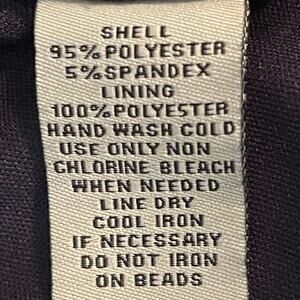 SHELL
95% POLYESTER
5% SPANDEX
LINING
100% POLYESTER
HAND WASH COLD
USE ONLY NON
CHLORINE BLEACH
WHEN NEEDED
LINE DRY
COOL IRON
IF NECESSARY
DO NOT IRON
ON BEADS